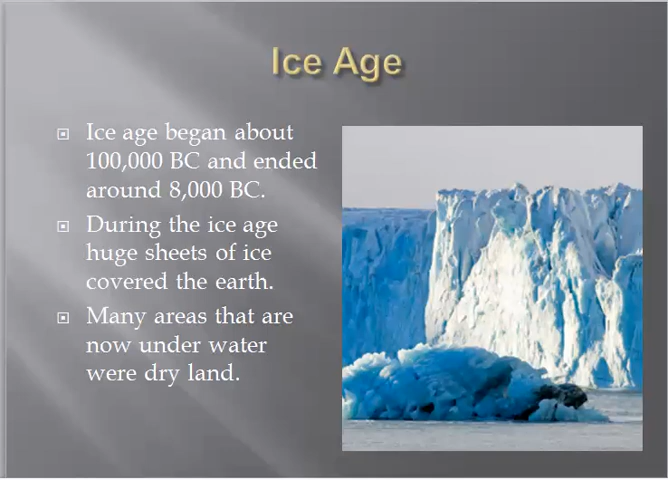 Ice Age
Ice age began about
100,000 BC and ended
around 8,000 BC.
During the ice age
huge sheets of ice
covered the earth.
Many areas that are
now under water
were dry land.